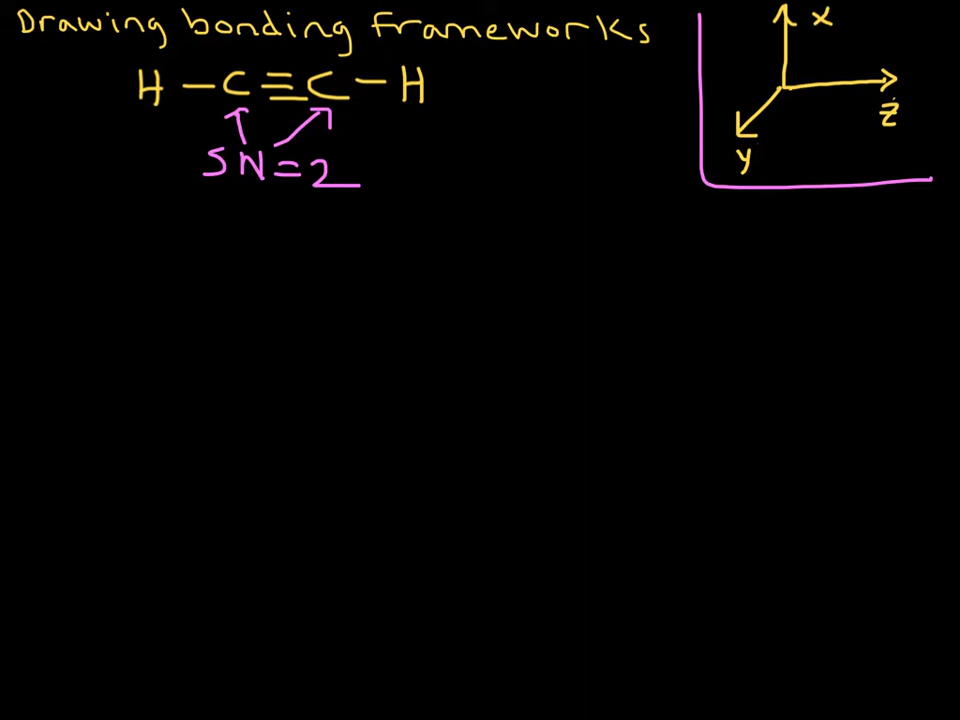 Drawing bonding frameworks
H－C≡C－H
SN=2
x
z
y